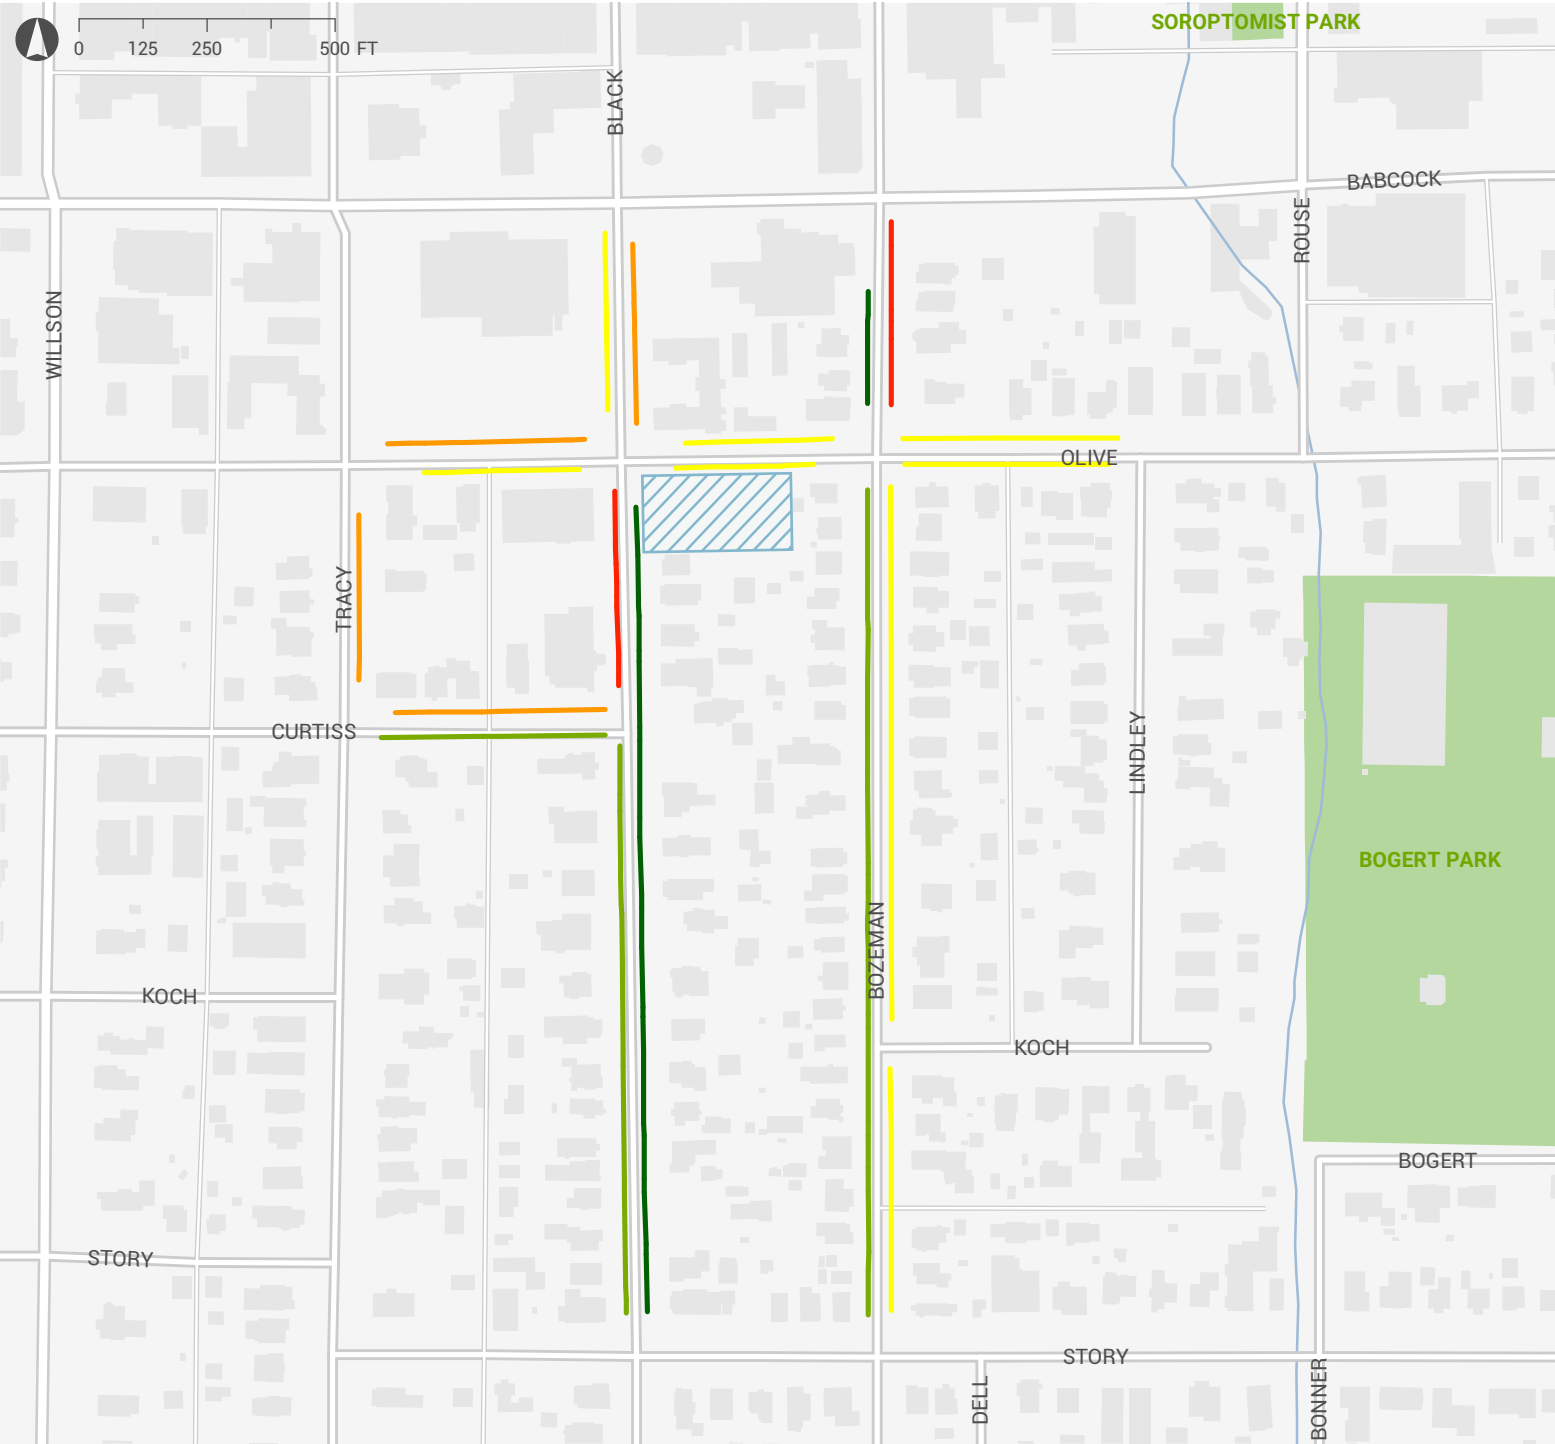 SOROPTOMIST PARK
0 125 250 500 FT
BLACK
BABCOCK
ROUSE
WILLSON
OLIVE
TRACY
CURTISS
LINDLEY
BOGERT PARK
BOZEMAN
KOCH
KOCH
BOGERT
STORY
STORY
DELL
BONNER